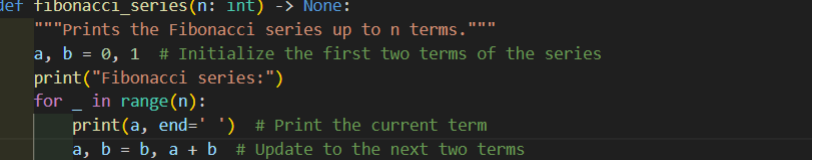 def fibonacci_series(n: int) -> None:
    """Prints the Fibonacci series up to n terms."""
    a, b = 0, 1  # Initialize the first two terms of the series
    print("Fibonacci series:")
    for _ in range(n):
        print(a, end=' ')  # Print the current term
        a, b = b, a + b  # Update to the next two terms